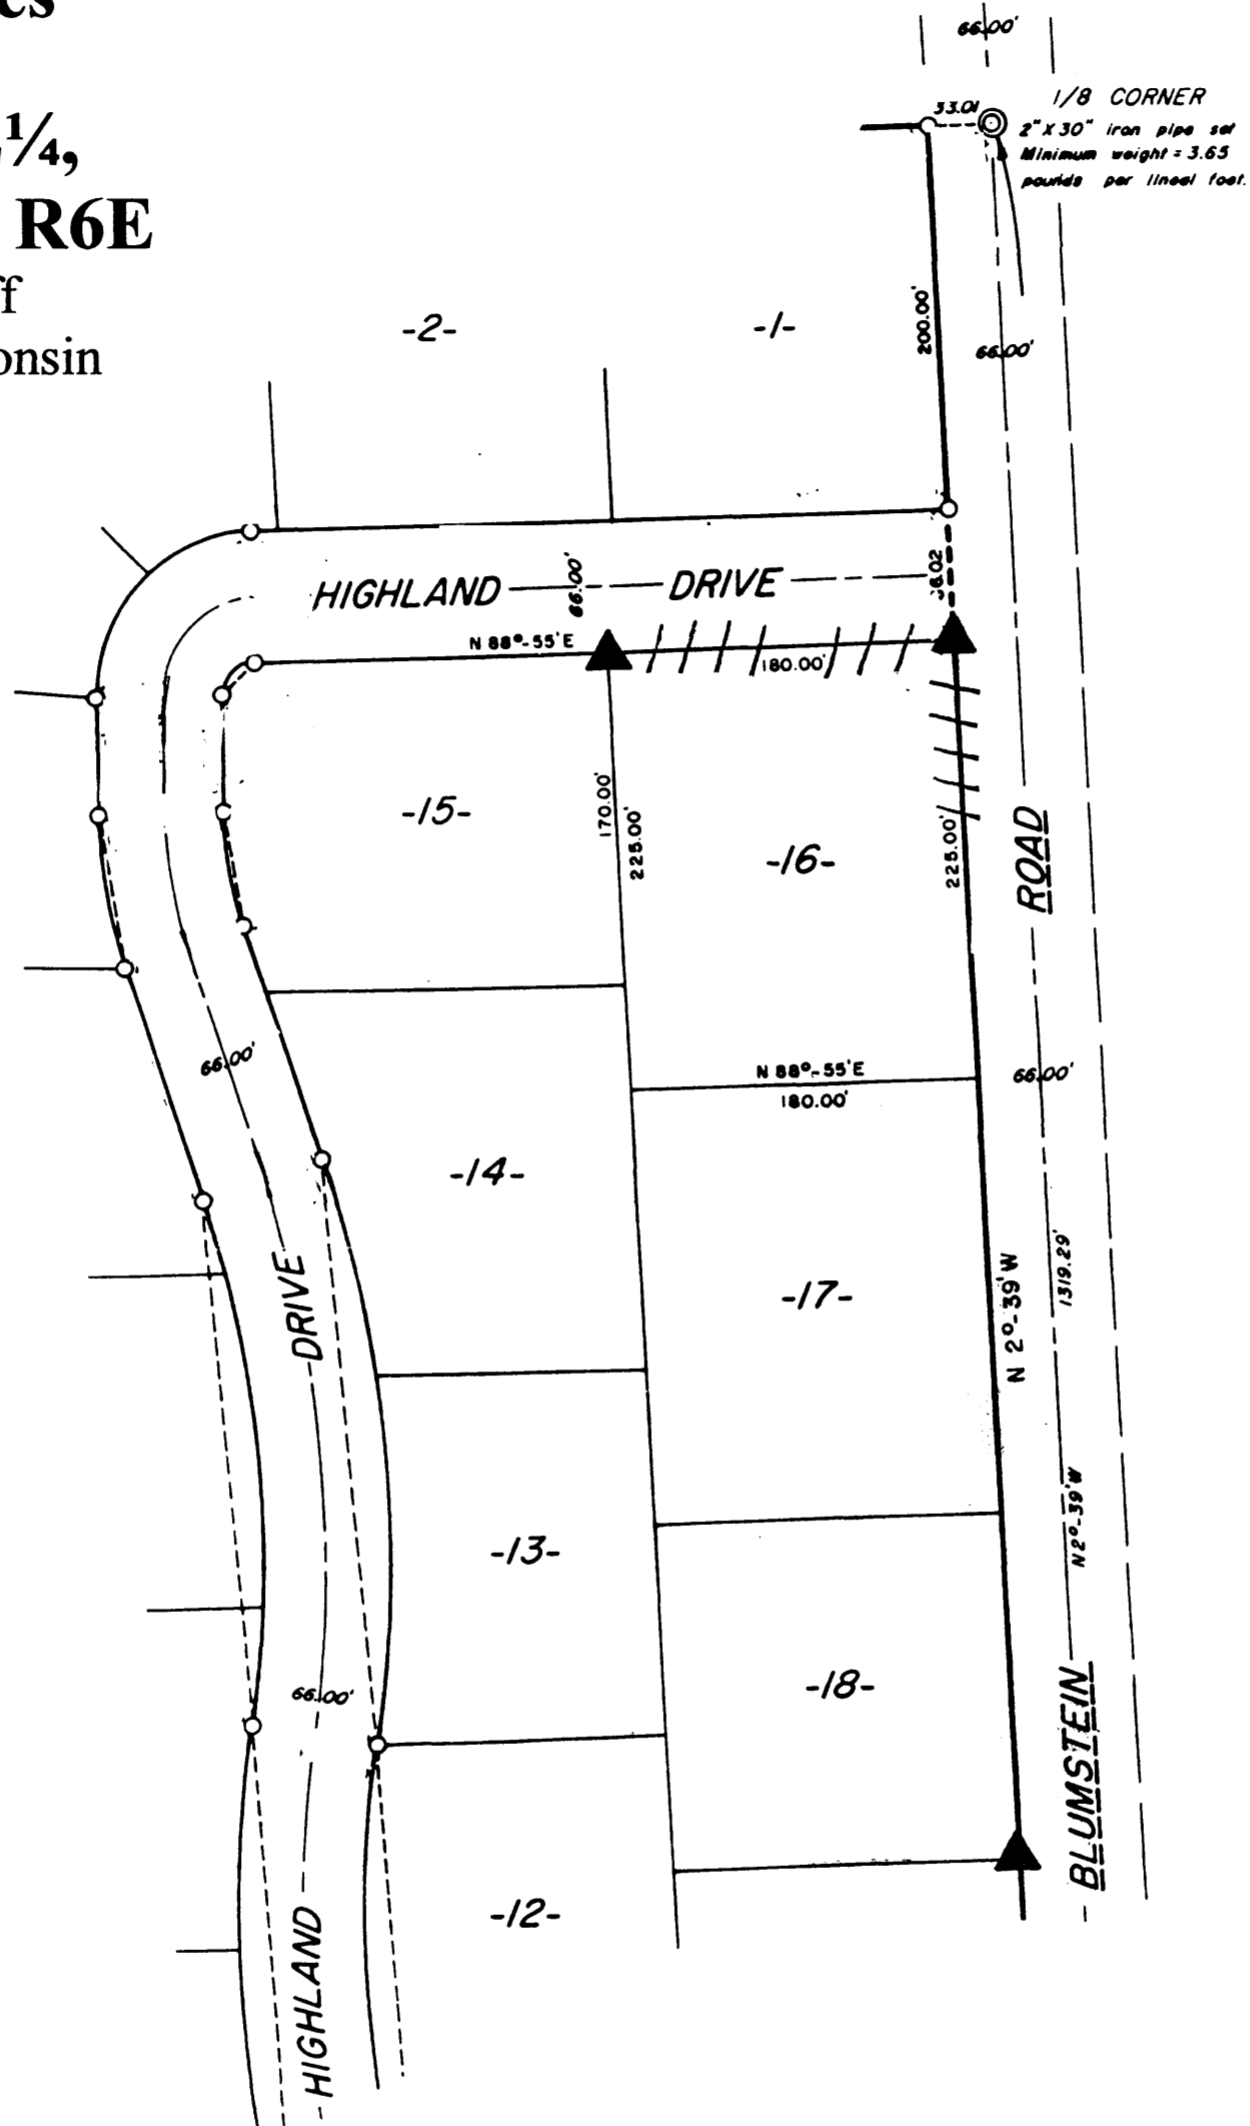 cs
¼,
R6E
ff
onsin
66.00'
33.01
1/8 CORNER
2" X 30" iron pipe set
Minimum weight = 3.65
pounds per lineal foot.
200.00'
66.00'
-2-
-1-
HIGHLAND
66.00'
DRIVE
N 88°-55'E
180.00'
-15-
170.00'
225.00'
-16-
225.00'
ROAD
66.00'
N 88°-55'E
180.00'
66.00'
-14-
DRIVE
-17-
N 2°-39'W
1319.29'
N 2°-39'W
-13-
66.00'
-18-
BLUMSTEIN
-12-
HIGHLAND